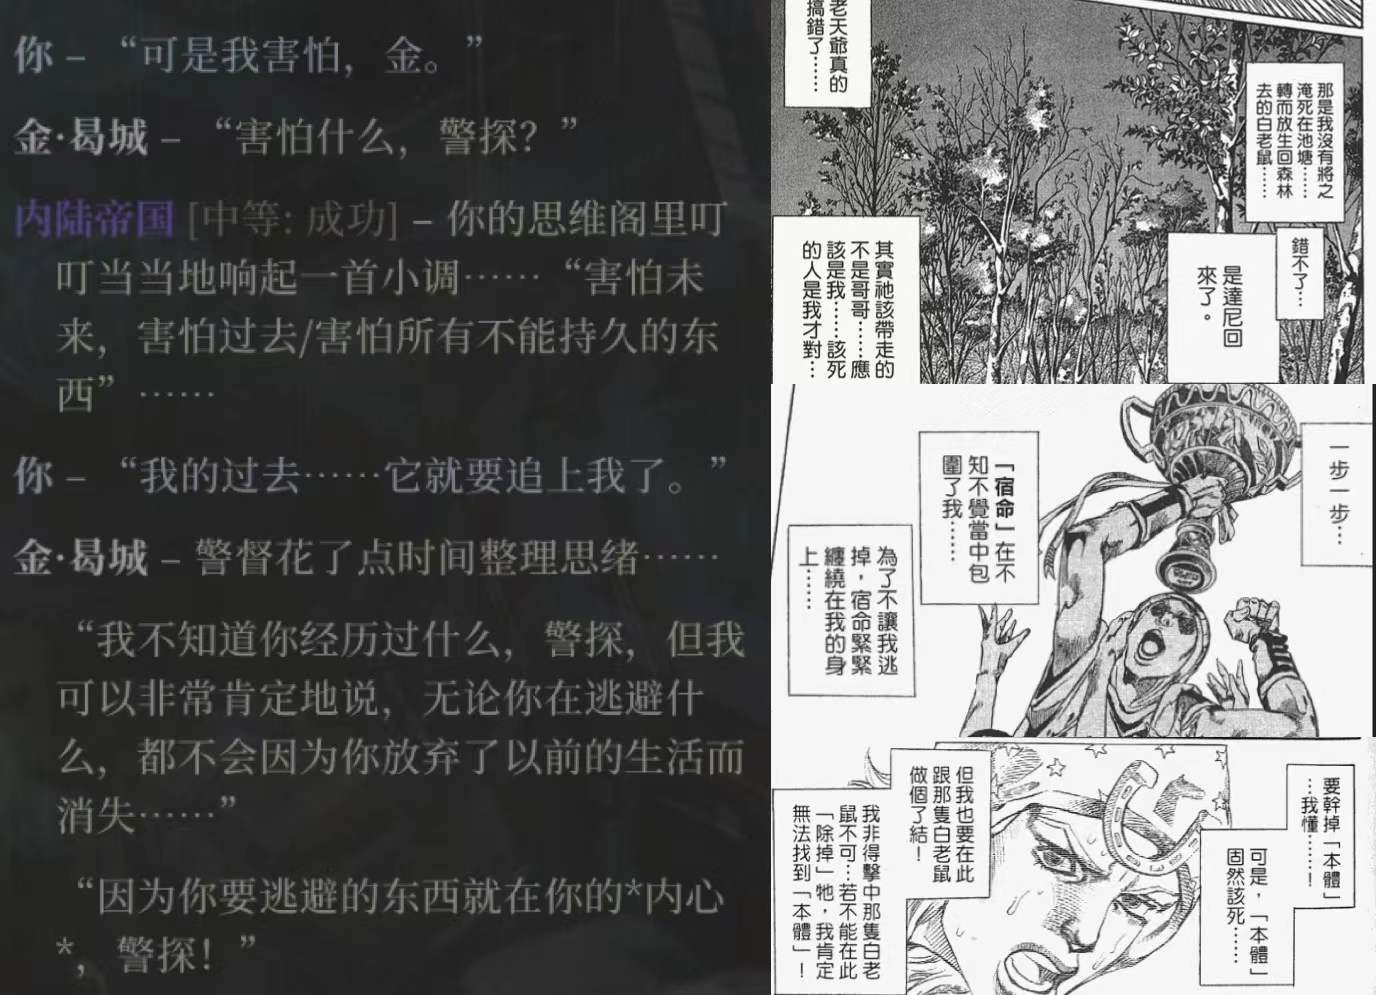 你 – “可是我害怕，金。”
金·曷城 – “害怕什么，警探？”
内陆帝国 [中等: 成功] – 你的思维阁里叮
叮当当地响起一首小调……“害怕未
来，害怕过去/害怕所有不能持久的东
西”……
你 – “我的过去……它就要追上我了。”
金·曷城 – 警督花了点时间整理思绪……
“我不知道你经历过什么，警探，但我
可以非常肯定地说，无论你在逃避什
么，都不会因为你放弃了以前的生活而
消失……”
“因为你要逃避的东西就在你的*内心
*，警探！”
那是我沒有將之
淹死在池塘……
轉而放生回森林
去的白老鼠……
老天爺真的
搞錯了……
錯不了…
是達尼回
來了。
其實祂該帶走的
不是哥哥……應
該是我……該死
的人是我才對…
一步一步…
「宿命」在不
知不覺當中包
圍了我……
為了不讓我逃
掉，宿命緊緊
纏繞在我的身
上……
要幹掉「本體」
…我懂………！
可是，「本體」
固然該死……
但我也要在此
跟那隻白老鼠
做個了結！
我非得擊中那隻白老
鼠不可…若不能在此
「除掉」牠，我肯定
無法找到「本體」！